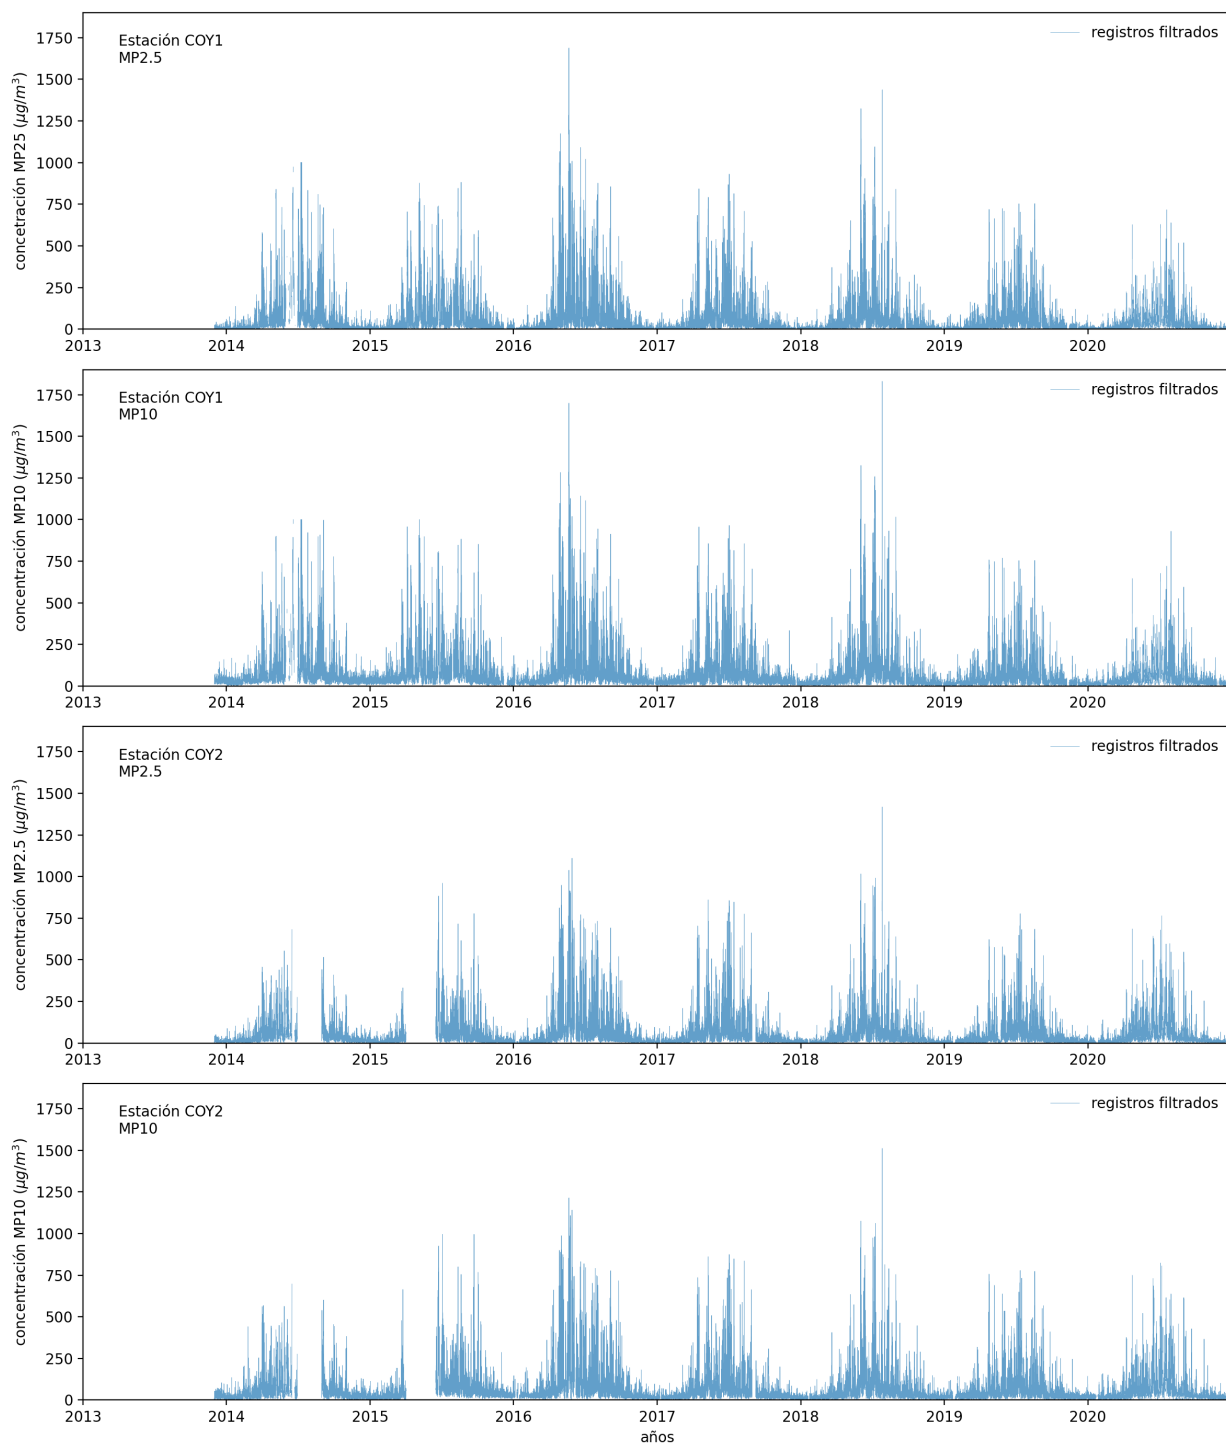 Estación COY1
MP2.5
registros filtrados
concetración MP25 (μg/m³)
1750
1500
1250
1000
750
500
250
0
2013 2014 2015 2016 2017 2018 2019 2020
Estación COY1
MP10
registros filtrados
concentración MP10 (μg/m³)
1750
1500
1250
1000
750
500
250
0
2013 2014 2015 2016 2017 2018 2019 2020
Estación COY2
MP2.5
registros filtrados
concentración MP2.5 (μg/m³)
1750
1500
1250
1000
750
500
250
0
2013 2014 2015 2016 2017 2018 2019 2020
Estación COY2
MP10
registros filtrados
concentración MP10 (μg/m³)
1750
1500
1250
1000
750
500
250
0
2013 2014 2015 2016 2017 2018 2019 2020
años